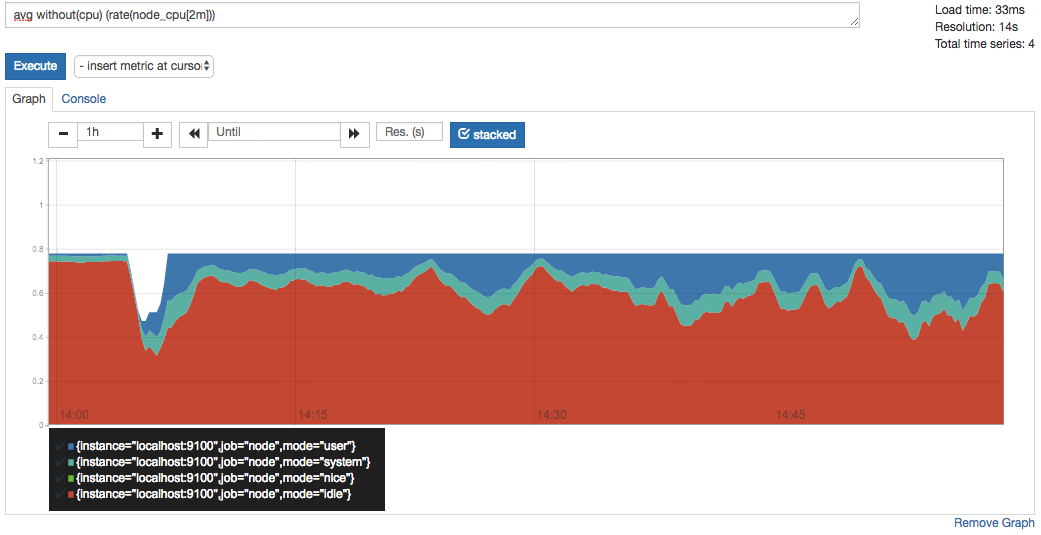 avg without(cpu) (rate(node_cpu[2m]))
Load time: 33ms
Resolution: 14s
Total time series: 4
Execute
- insert metric at cursor
Graph
Console
1h
Until
Res. (s)
stacked
1.2
1
0.8
0.6
0.4
0.2
0
14:00
14:15
14:30
14:45
{instance="localhost:9100",job="node",mode="user"}
{instance="localhost:9100",job="node",mode="system"}
{instance="localhost:9100",job="node",mode="nice"}
{instance="localhost:9100",job="node",mode="idle"}
Remove Graph